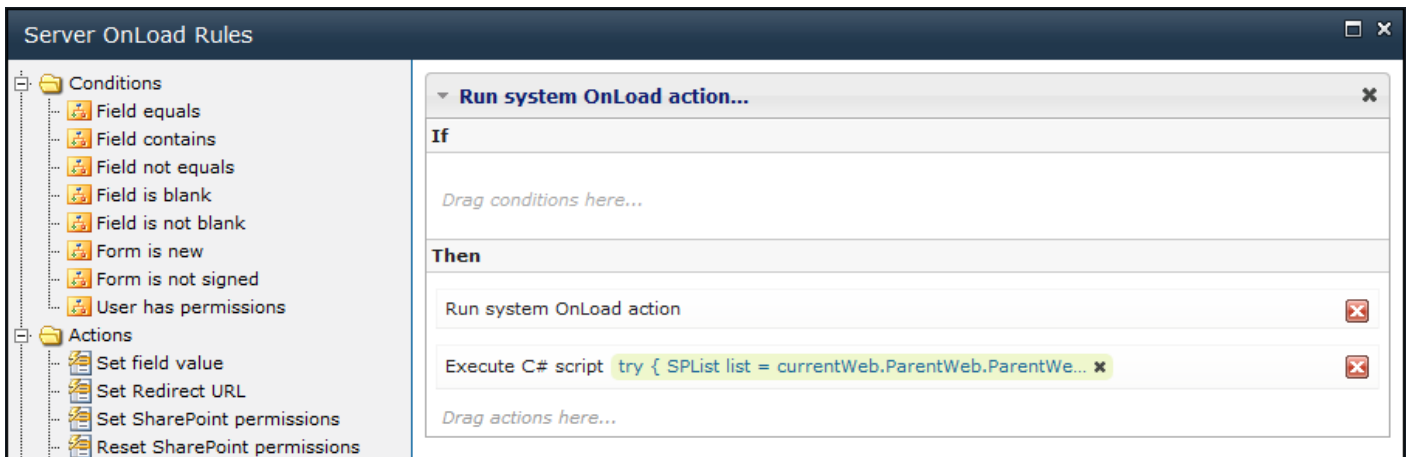 Server OnLoad Rules
Conditions
Field equals
Field contains
Field not equals
Field is blank
Field is not blank
Form is new
Form is not signed
User has permissions
Actions
Set field value
Set Redirect URL
Set SharePoint permissions
Reset SharePoint permissions
Run system OnLoad action...
If
Drag conditions here...
Then
Run system OnLoad action
Execute C# script try { SPList list = currentWeb.ParentWeb.ParentWe...
Drag actions here...